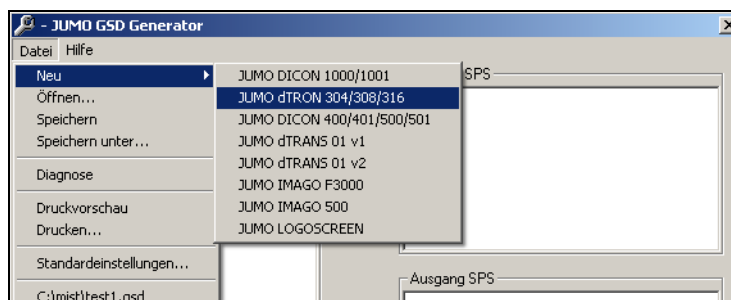 - JUMO GSD Generator
Datei Hilfe
Neu
Öffnen...
Speichern
Speichern unter...
Diagnose
Druckvorschau
Drucken...
Standardeinstellungen...
C:\mist\test1.gsd
JUMO DICON 1000/1001
JUMO dTRON 304/308/316
JUMO DICON 400/401/500/501
JUMO dTRANS 01 v1
JUMO dTRANS 01 v2
JUMO IMAGO F3000
JUMO IMAGO 500
JUMO LOGOSCREEN
SPS
Ausgang SPS